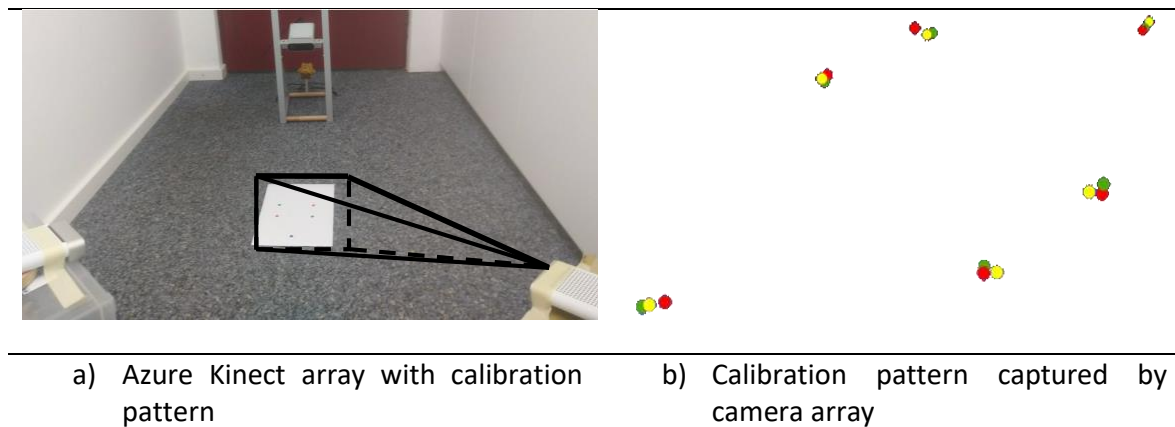 a) Azure Kinect array with calibration
pattern
b) Calibration pattern captured by
camera array